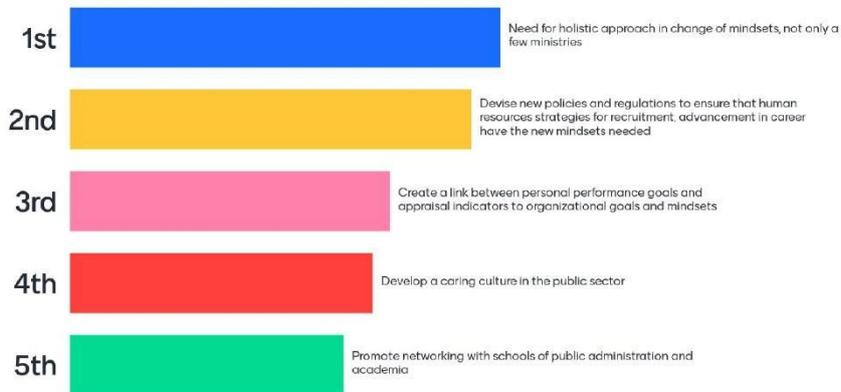 1st
Need for holistic approach in change of mindsets, not only a
few ministries
2nd
Devise new policies and regulations to ensure that human
resources strategies for recruitment, advancement in career
have the new mindsets needed
3rd
Create a link between personal performance goals and
appraisal indicators to organizational goals and mindsets
4th
Develop a caring culture in the public sector
5th
Promote networking with schools of public administration and
academia